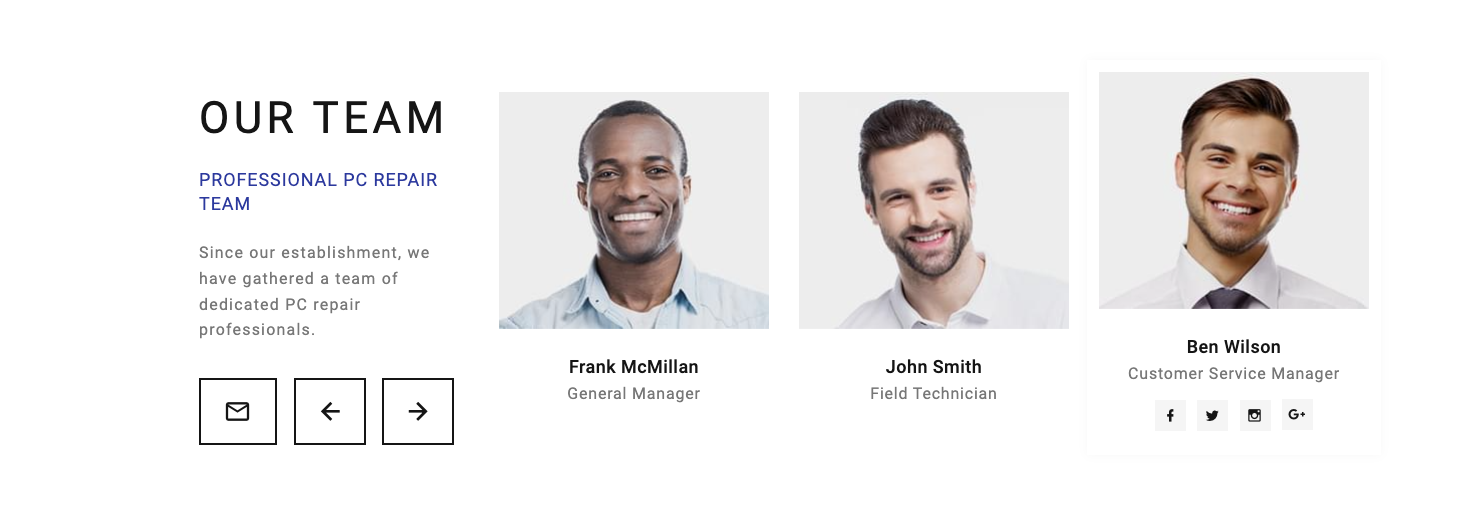 OUR TEAM
PROFESSIONAL PC REPAIR
TEAM
Since our establishment, we
have gathered a team of
dedicated PC repair
professionals.
Frank McMillan
General Manager
John Smith
Field Technician
Ben Wilson
Customer Service Manager
G+